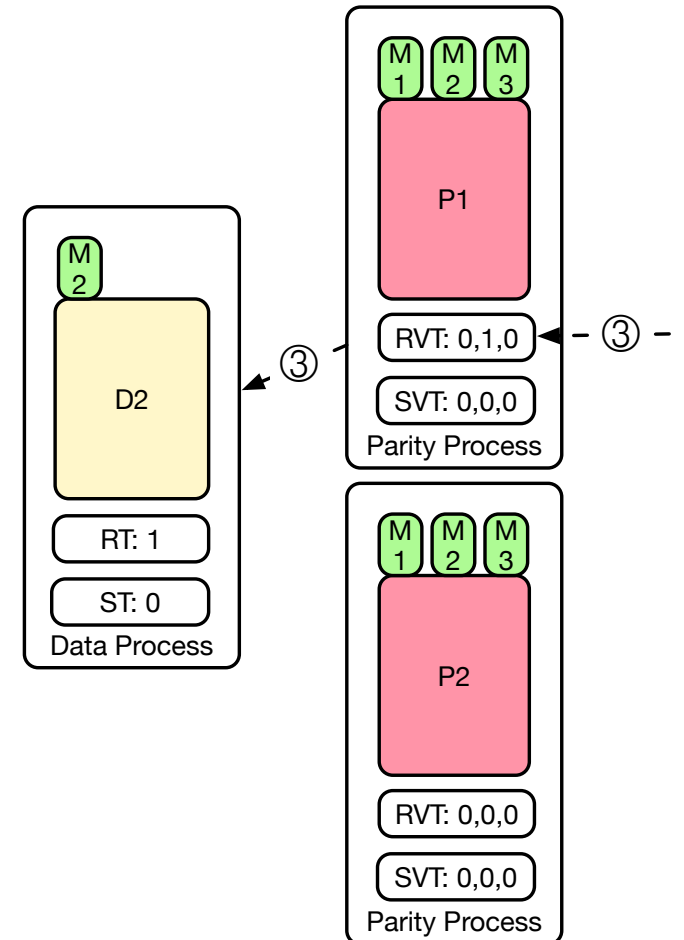 M M M
1 2 3
P1
RVT: 0,1,0
SVT: 0,0,0
Parity Process
③
③
M
2
D2
RT: 1
ST: 0
Data Process
M M M
1 2 3
P2
RVT: 0,0,0
SVT: 0,0,0
Parity Process